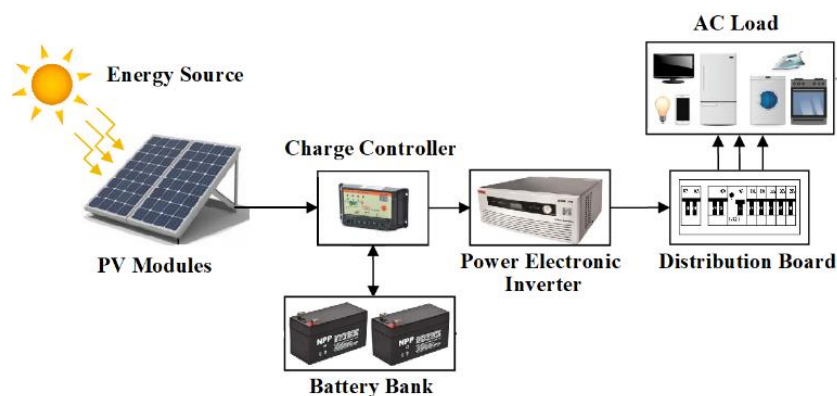 AC Load
Energy Source
Charge Controller
PV Modules
Power Electronic
Inverter
Distribution Board
NPP
NPP
Battery Bank